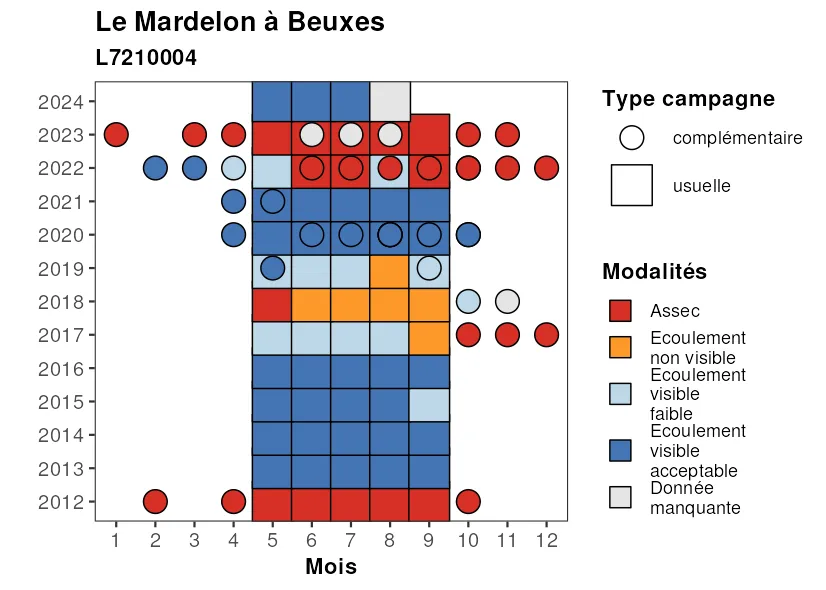 Le Mardelon à Beuxes
L7210004
2024
2023
2022
2021
2020
2019
2018
2017
2016
2015
2014
2013
2012
1 2 3 4 5 6 7 8 9 10 11 12
Mois
Type campagne
complémentaire
usuelle
Modalités
Assec
Ecoulement
non visible
Ecoulement
visible
faible
Ecoulement
visible
acceptable
Donnée
manquante